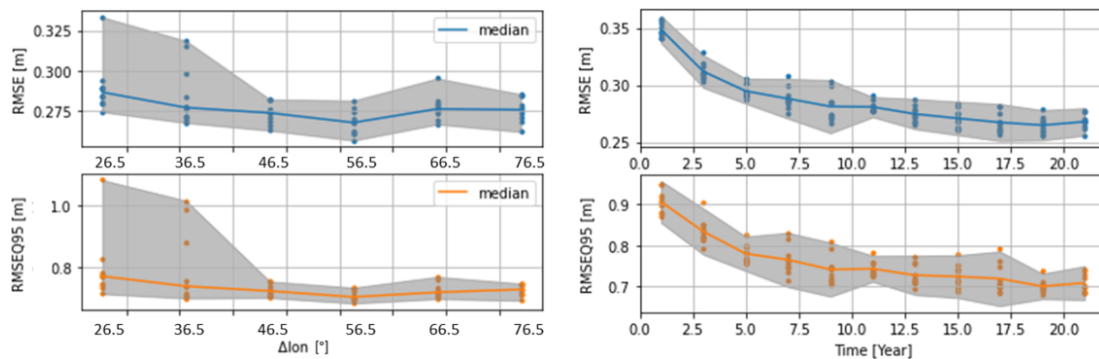 RMSE [m]
0.325
0.300
0.275
median
26.5 36.5 46.5 56.5 66.5 76.5
RMSEQ95 [m]
1.0
0.8
median
26.5 36.5 46.5 56.5 66.5 76.5
Δlon [°]
RMSE [m]
0.35
0.30
0.25
0.0 2.5 5.0 7.5 10.0 12.5 15.0 17.5 20.0
RMSEQ95 [m]
0.9
0.8
0.7
0.0 2.5 5.0 7.5 10.0 12.5 15.0 17.5 20.0
Time [Year]